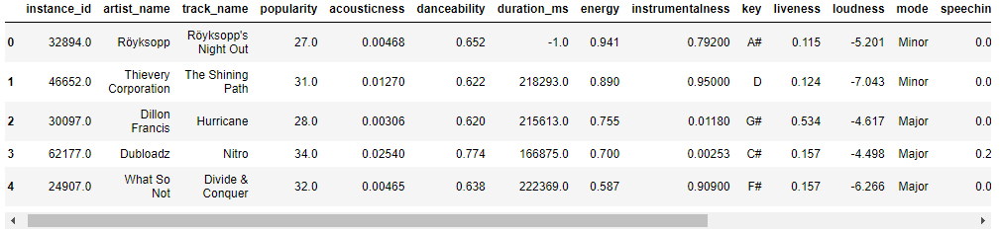 instance_id artist_name track_name popularity acousticness danceability duration_ms energy instrumentalness key liveness loudness mode speechin
0 32894.0 Röyksopp Röyksopp's Night Out 27.0 0.00468 0.652 -1.0 0.941 0.79200 A# 0.115 -5.201 Minor 0.0
1 46652.0 Thievery Corporation The Shining Path 31.0 0.01270 0.622 218293.0 0.890 0.95000 D 0.124 -7.043 Minor 0.0
2 30097.0 Dillon Francis Hurricane 28.0 0.00306 0.620 215613.0 0.755 0.01180 G# 0.534 -4.617 Major 0.0
3 62177.0 Dubloadz Nitro 34.0 0.02540 0.774 166875.0 0.700 0.00253 C# 0.157 -4.498 Major 0.2
4 24907.0 What So Not Divide & Conquer 32.0 0.00465 0.638 222369.0 0.587 0.90900 F# 0.157 -6.266 Major 0.0